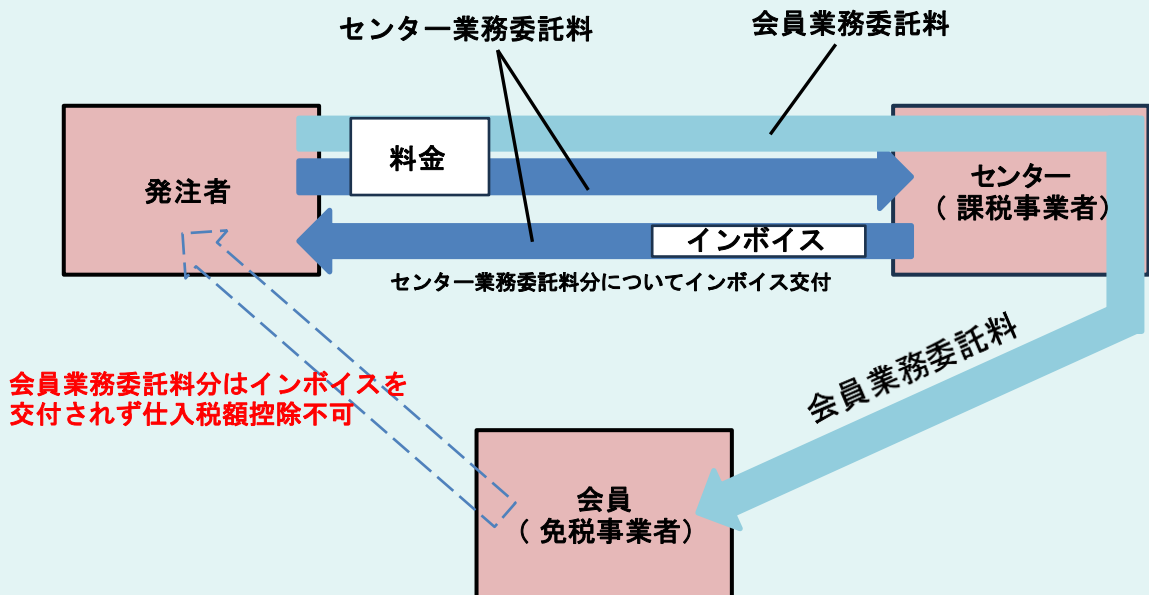 センター業務委託料
会員業務委託料
発注者
料金
センター
（課税事業者）
インボイス
センター業務委託料分についてインボイス交付
会員業務委託料
会員業務委託料分はインボイスを
交付されず仕入税額控除不可
会員
（免税事業者）